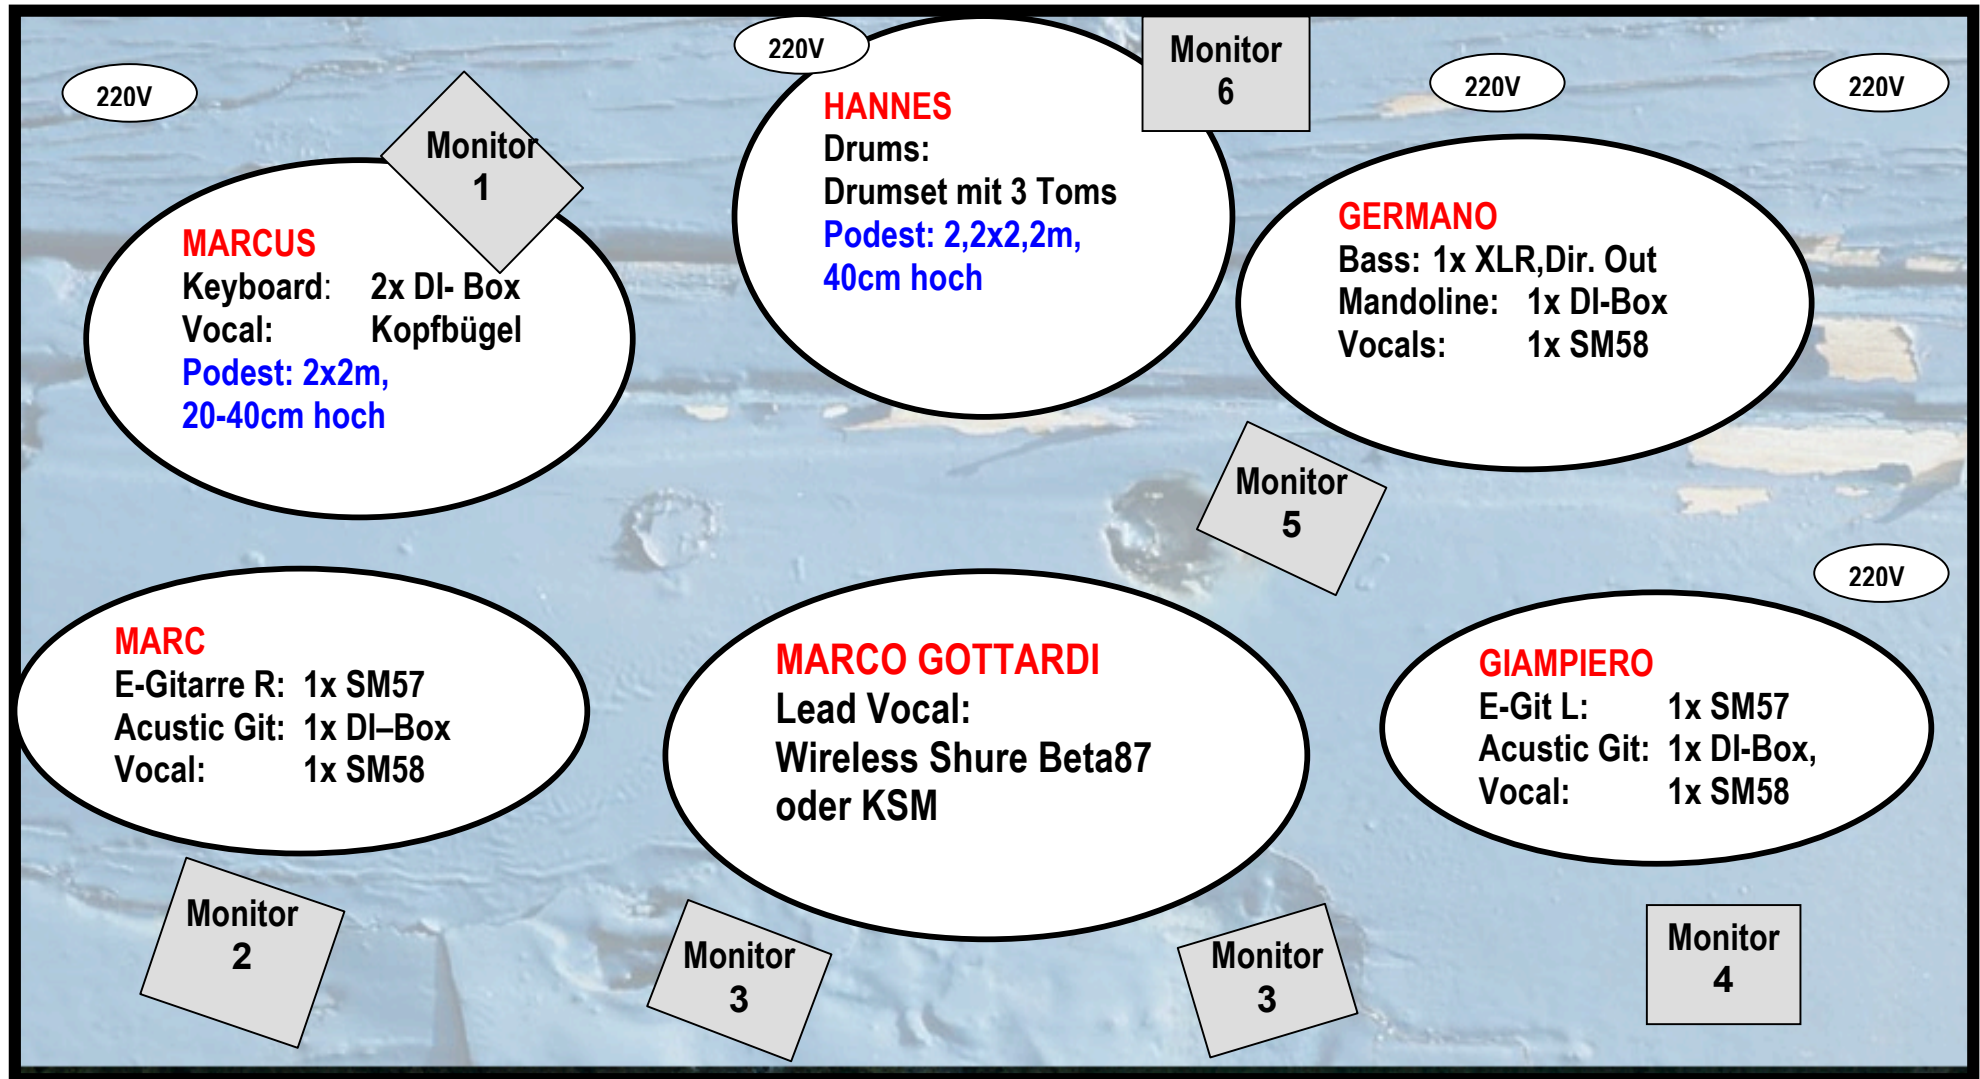 220V
220V
Monitor
6
220V
220V
Monitor
1
HANNES
Drums:
Drumset mit 3 Toms
Podest: 2,2x2,2m,
40cm hoch
MARCUS
Keyboard: 2x DI- Box
Vocal: Kopfbügel
Podest: 2x2m,
20-40cm hoch
GERMANO
Bass: 1x XLR,Dir. Out
Mandoline: 1x DI-Box
Vocals: 1x SM58
Monitor
5
220V
MARC
E-Gitarre R: 1x SM57
Acustic Git: 1x DI–Box
Vocal: 1x SM58
MARCO GOTTARDI
Lead Vocal:
Wireless Shure Beta87
oder KSM
GIAMPIERO
E-Git L: 1x SM57
Acustic Git: 1x DI-Box,
Vocal: 1x SM58
Monitor
2
Monitor
3
Monitor
3
Monitor
4